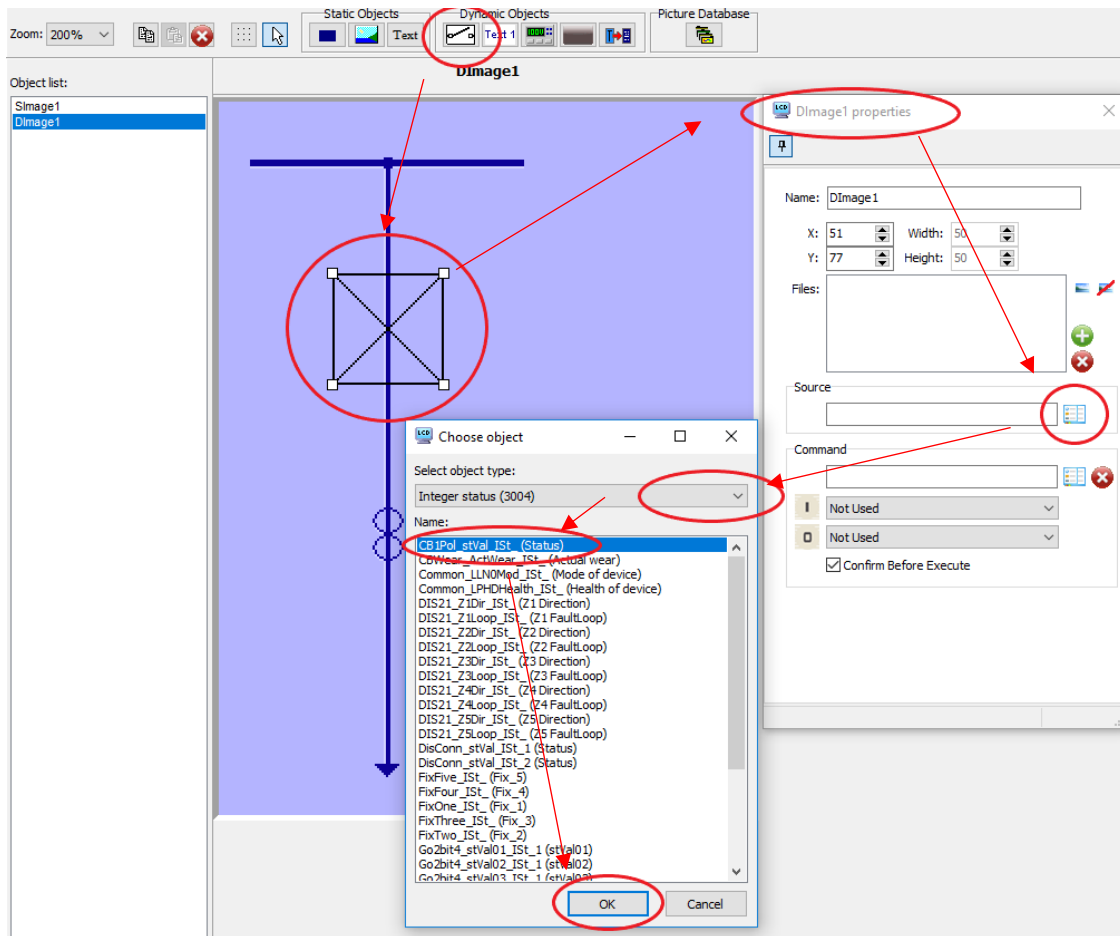 Static Objects
Dynamic Objects
Picture Database
Zoom: 200%
Text
Text 1
DImage1
Object list:
SImage1
DImage1
LCD
DImage1 properties
Name: DImage1
X: 51
Width: 50
Y: 77
Height: 50
Files:
Source
Command
I
Not Used
O
Not Used
Confirm Before Execute
LCD
Choose object
Select object type:
Integer status (3004)
Name:
CB1Pol_stVal_ISt_ (Status)
CBWear_ActWear_ISt_ (Actual wear)
Common_LLN0Mod_ISt_ (Mode of device)
Common_LPHDHealth_ISt_ (Health of device)
DIS21_Z1Dir_ISt_ (Z1 Direction)
DIS21_Z1Loop_ISt_ (Z1 FaultLoop)
DIS21_Z2Dir_ISt_ (Z2 Direction)
DIS21_Z2Loop_ISt_ (Z2 FaultLoop)
DIS21_Z3Dir_ISt_ (Z3 Direction)
DIS21_Z3Loop_ISt_ (Z3 FaultLoop)
DIS21_Z4Dir_ISt_ (Z4 Direction)
DIS21_Z4Loop_ISt_ (Z4 FaultLoop)
DIS21_Z5Dir_ISt_ (Z5 Direction)
DIS21_Z5Loop_ISt_ (Z5 FaultLoop)
DisConn_stVal_ISt_1 (Status)
DisConn_stVal_ISt_2 (Status)
FixFive_ISt_ (Fix_5)
FixFour_ISt_ (Fix_4)
FixOne_ISt_ (Fix_1)
FixThree_ISt_ (Fix_3)
FixTwo_ISt_ (Fix_2)
Go2bit4_stVal01_ISt_1 (stVal01)
Go2bit4_stVal02_ISt_1 (stVal02)
Go2bit4_stVal03_ISt_1 (stVal03)
OK
Cancel